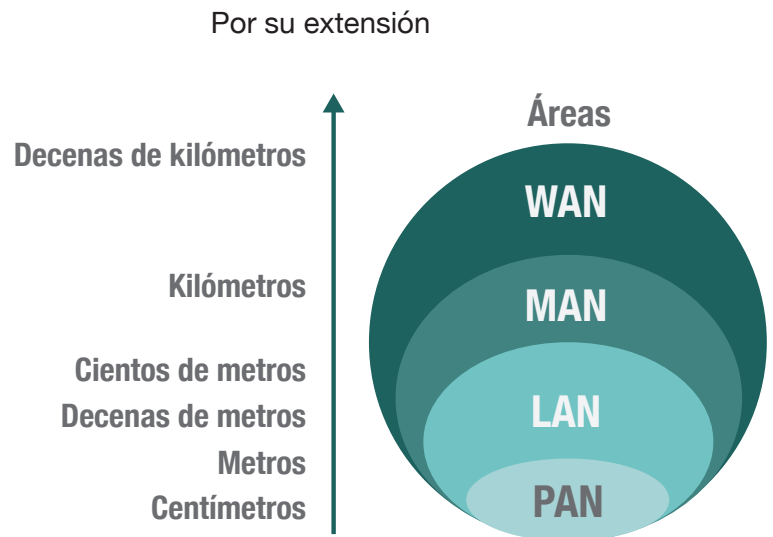 Por su extensión
Áreas
Decenas de kilómetros
WAN
Kilómetros
MAN
Cientos de metros
Decenas de metros
LAN
Metros
Centímetros
PAN